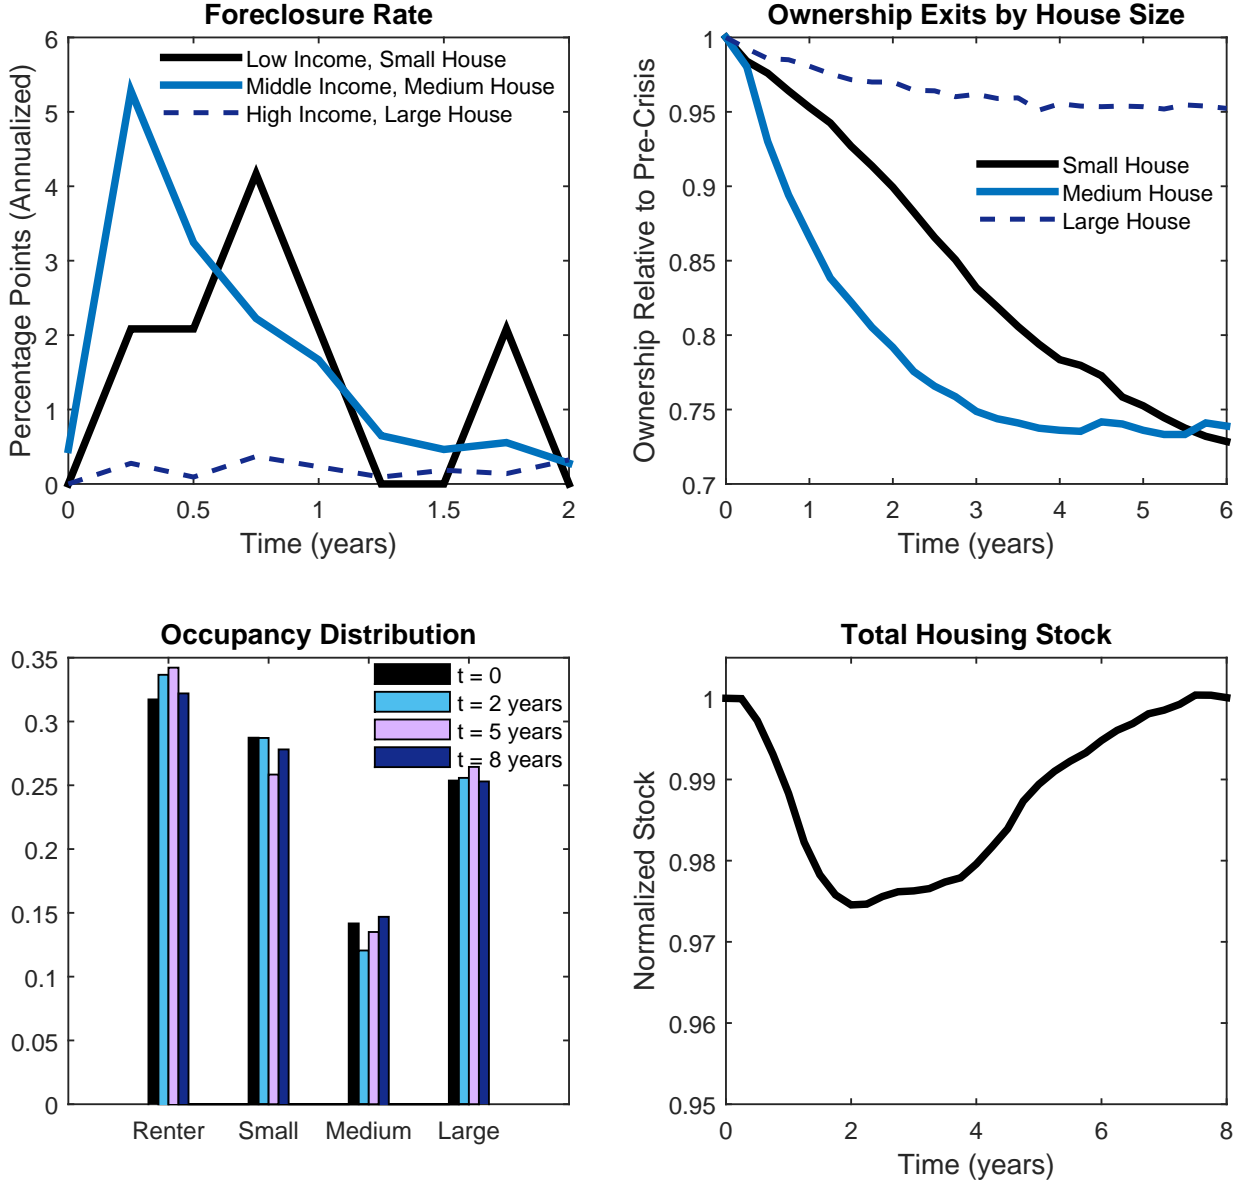 Foreclosure Rate
Percentage Points (Annualized)
6
5
4
3
2
1
0
Low Income, Small House
Middle Income, Medium House
High Income, Large House
0 0.5 1 1.5 2
Time (years)
Ownership Exits by House Size
Ownership Relative to Pre-Crisis
1
0.95
0.9
0.85
0.8
0.75
0.7
Small House
Medium House
Large House
0 1 2 3 4 5 6
Time (years)
Occupancy Distribution
0.35
0.3
0.25
0.2
0.15
0.1
0.05
0
t = 0
t = 2 years
t = 5 years
t = 8 years
Renter Small Medium Large
Total Housing Stock
Normalized Stock
1
0.99
0.98
0.97
0.96
0.95
0 2 4 6 8
Time (years)